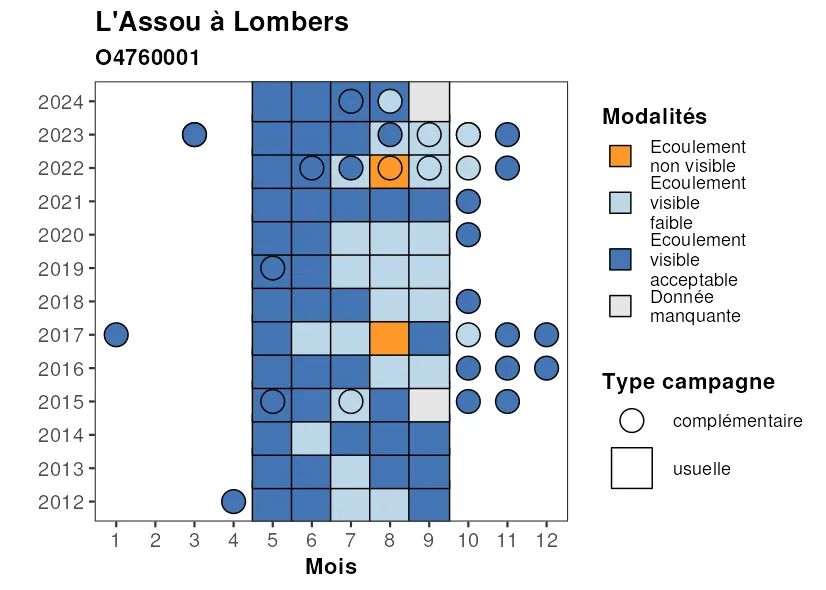 L'Assou à Lombers
O4760001
2024
2023
2022
2021
2020
2019
2018
2017
2016
2015
2014
2013
2012
1 2 3 4 5 6 7 8 9 10 11 12
Mois
Modalités
Ecoulement
non visible
Ecoulement
visible
faible
Ecoulement
visible
acceptable
Donnée
manquante
Type campagne
complémentaire
usuelle